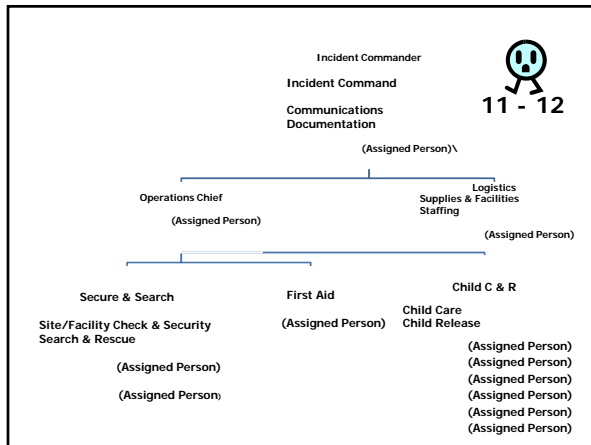 Incident Commander
Incident Command
11 - 12
Communications
Documentation
(Assigned Person)\
Operations Chief
(Assigned Person)
Logistics
Supplies & Facilities
Staffing
(Assigned Person)
Secure & Search
Site/Facility Check & Security
Search & Rescue
(Assigned Person)
(Assigned Person)
First Aid
(Assigned Person)
Child C & R
Child Care
Child Release
(Assigned Person)
(Assigned Person)
(Assigned Person)
(Assigned Person)
(Assigned Person)
(Assigned Person)